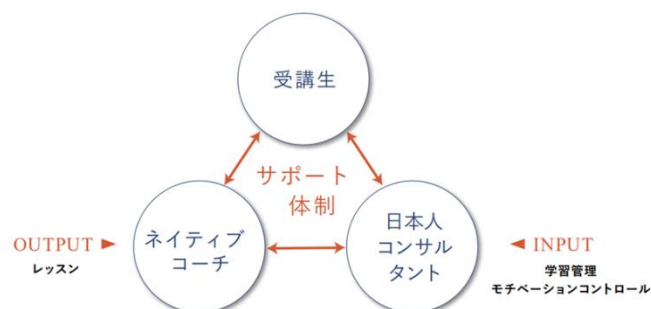 受講生
サポート
体制
ネイティブ
コーチ
日本人
コンサル
タント
OUTPUT ►
レッスン
◄ INPUT
学習管理
モチベーションコントロール